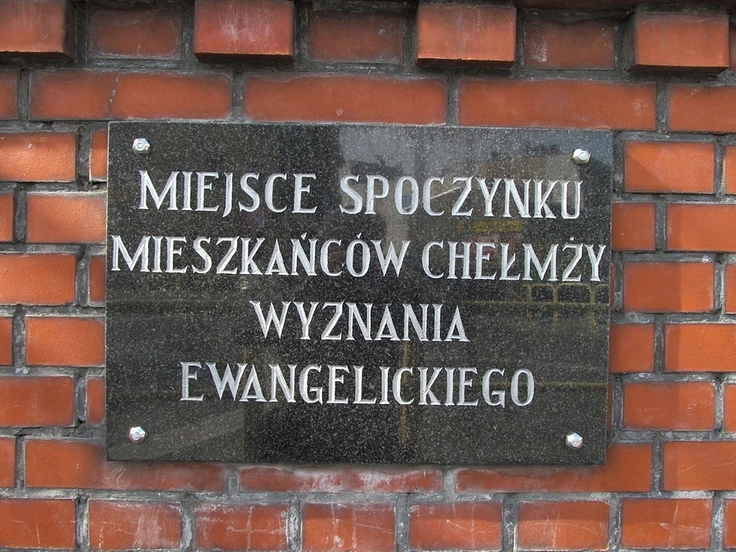 MIEJSCE SPOCZYNKU
MIESZKAŃCÓW CHEŁMŻY
WYZNANIA
EWANGELICKIEGO